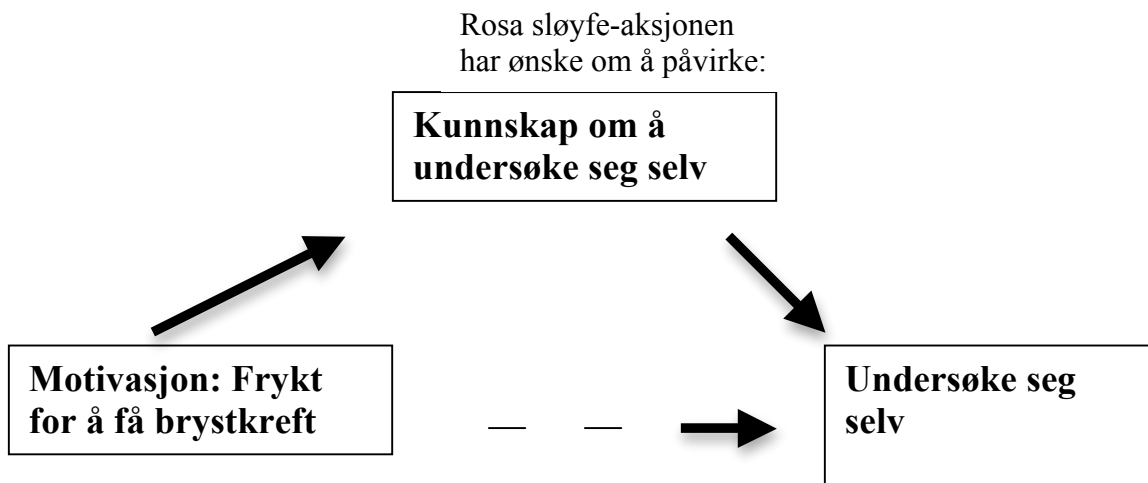 Rosa sløyfe-aksjonen
har ønske om å påvirke:
Kunnskap om å
undersøke seg selv
Motivasjon: Frykt
for å få brystkreft
Undersøke seg
selv